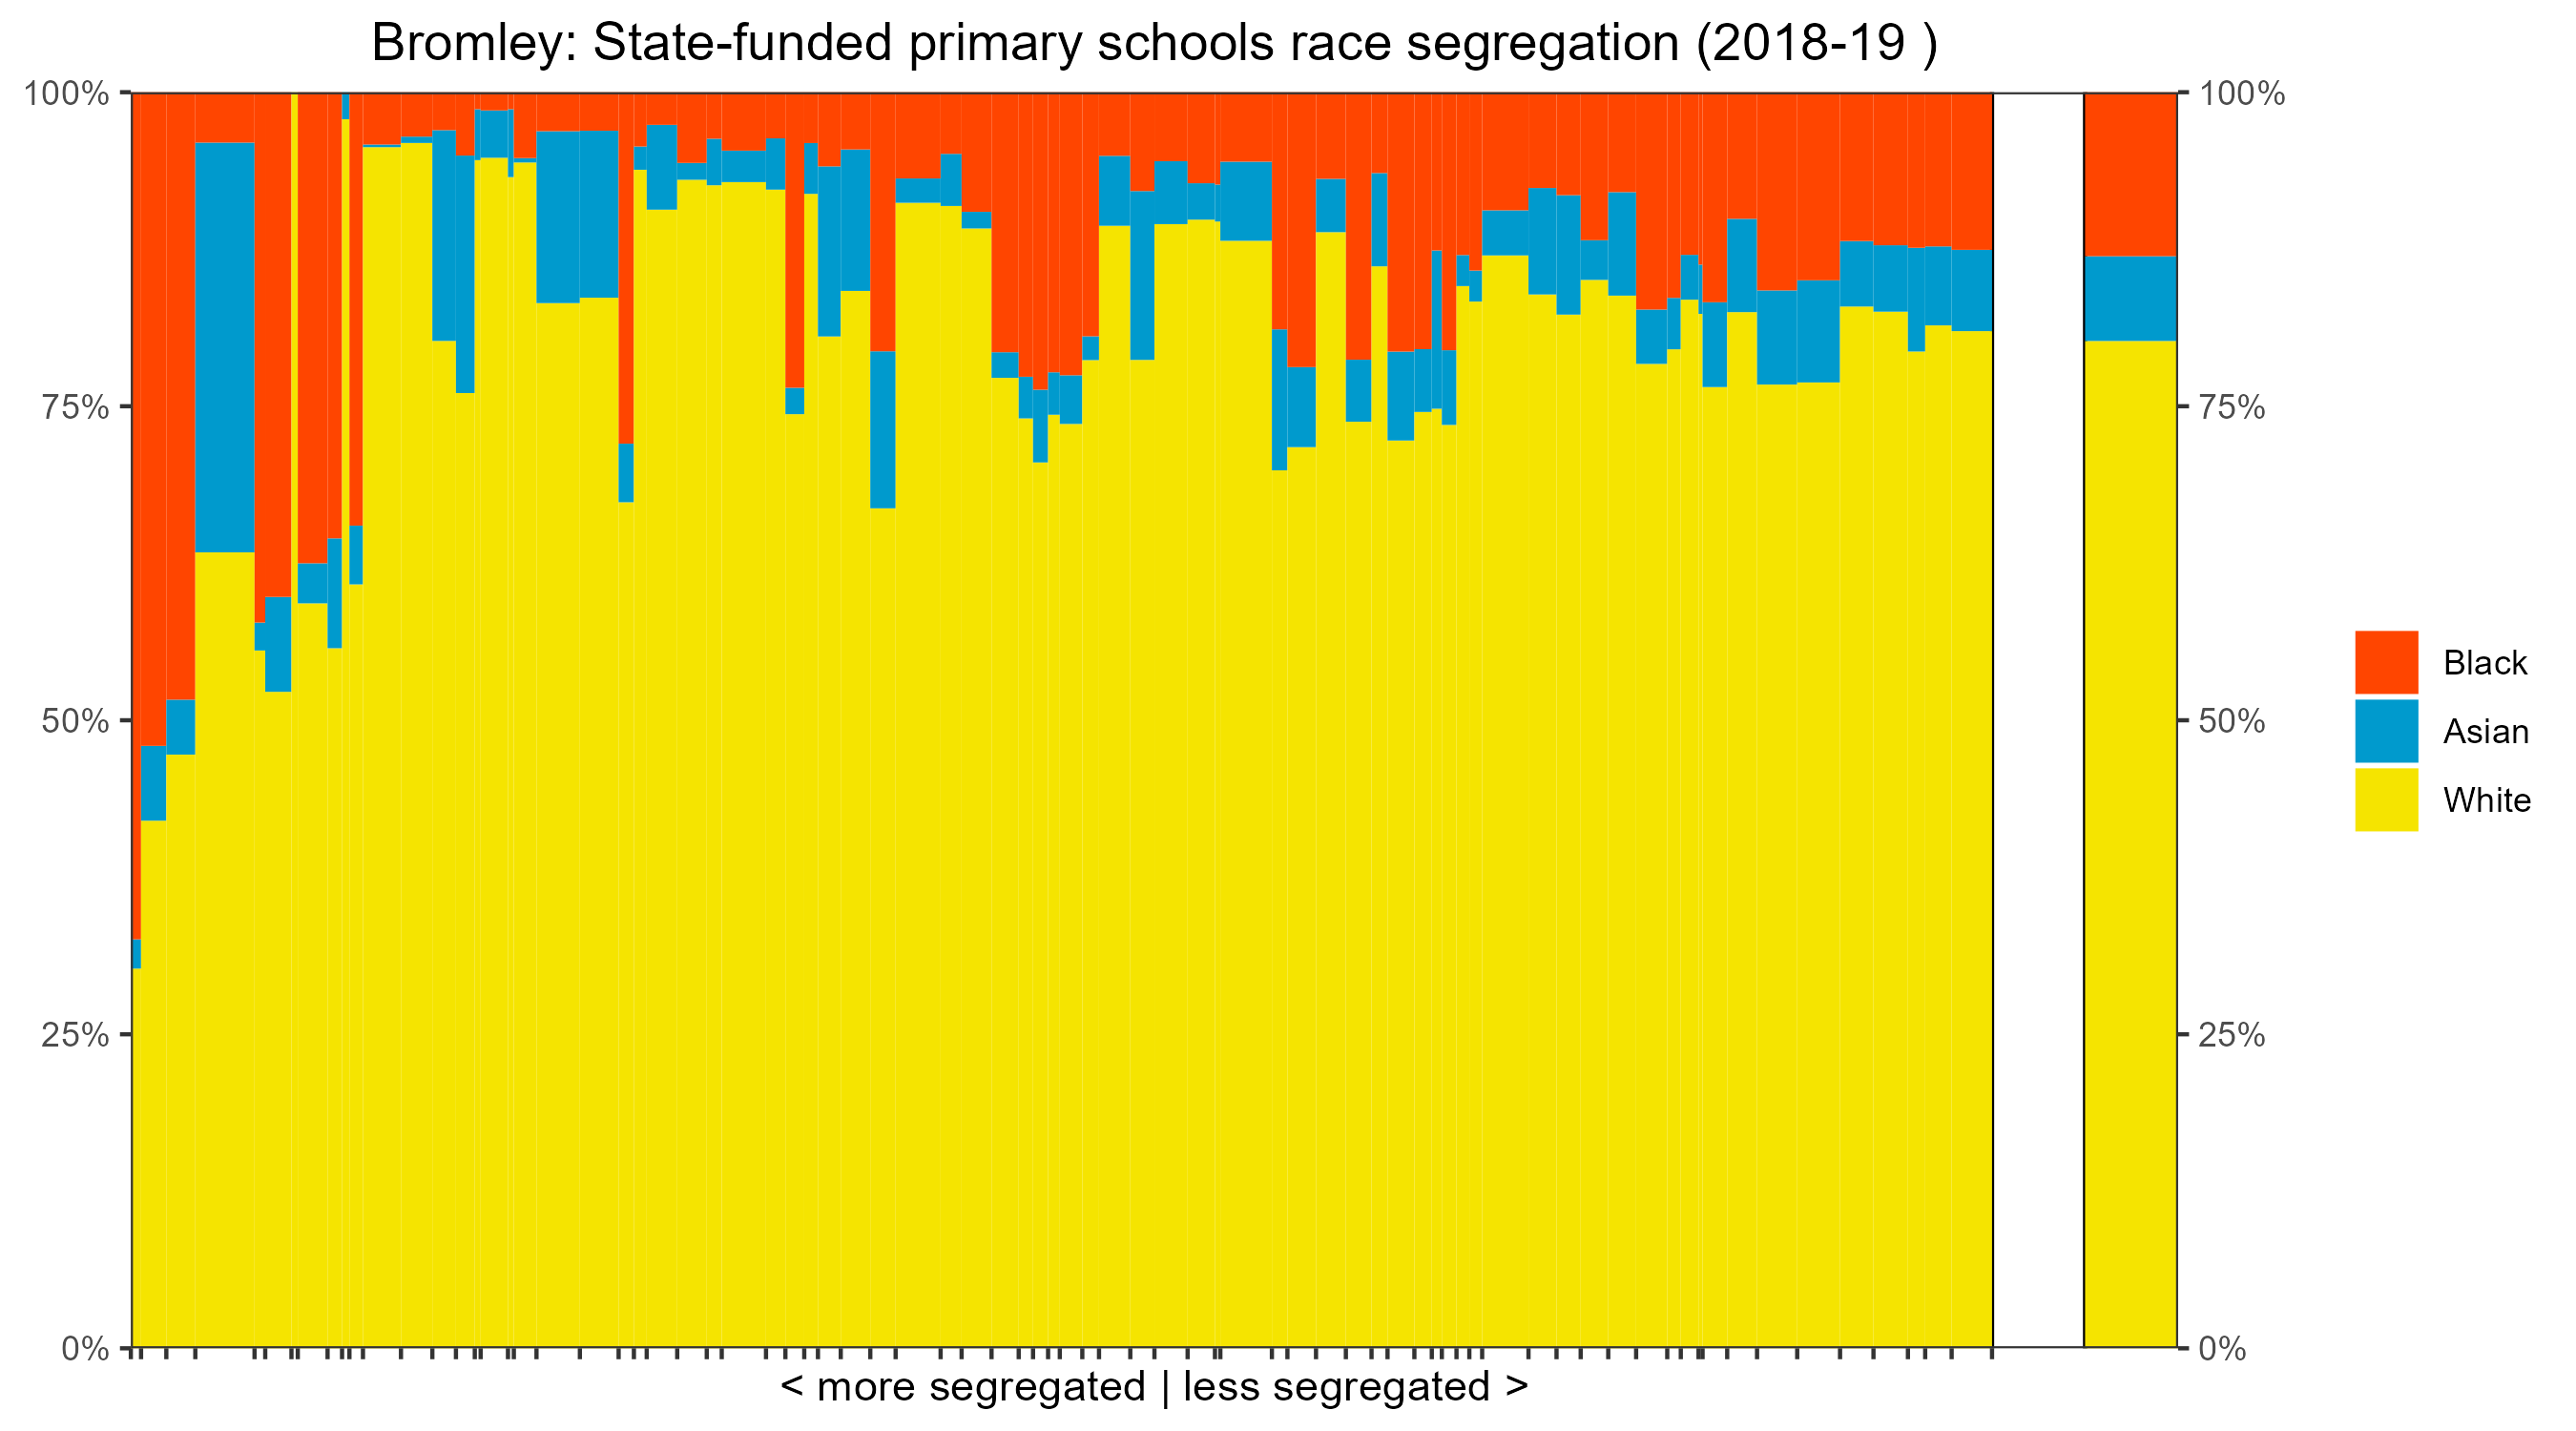 Bromley: State-funded primary schools race segregation (2018-19 )
100%
75%
50%
25%
0%
100%
75%
50%
25%
0%
Black
Asian
White
< more segregated | less segregated >